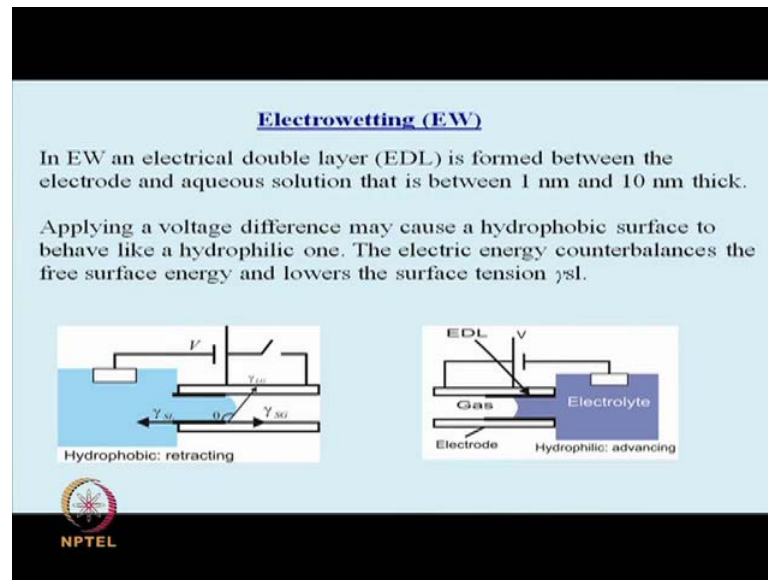 Electrowetting (EW)
In EW an electrical double layer (EDL) is formed between the
electrode and aqueous solution that is between 1 nm and 10 nm thick.
Applying a voltage difference may cause a hydrophobic surface to
behave like a hydrophilic one. The electric energy counterbalances the
free surface energy and lowers the surface tension γsl.
V
γLG
γSL
θ
γSG
Hydrophobic: retracting
EDL
V
Gas
Electrolyte
Electrode
Hydrophilic: advancing
NPTEL